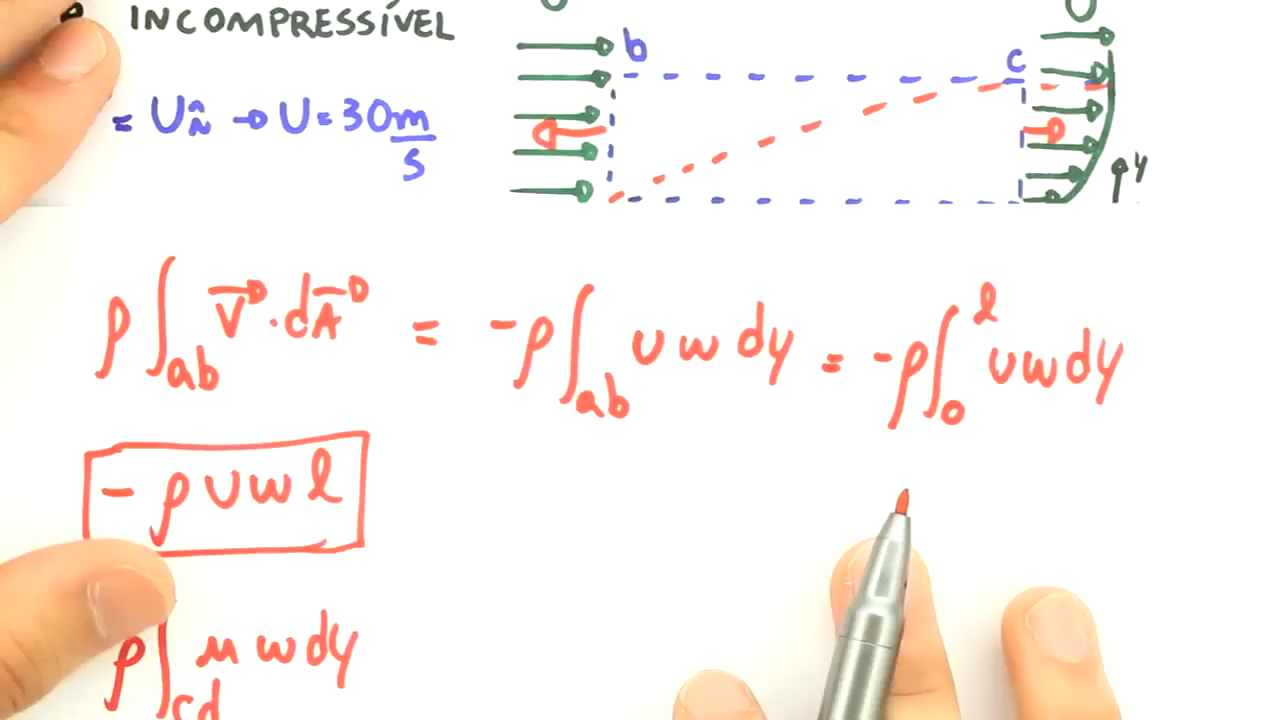 U U
INCOMPRESSÍVEL
b c
= Un̂ → U = 30 m/s
y
ρ ∫ab V⃗ · dA⃗ = -ρ ∫ab U w dy = -ρ ∫0^l U w dy
- ρ U w l
ρ ∫cd u w dy